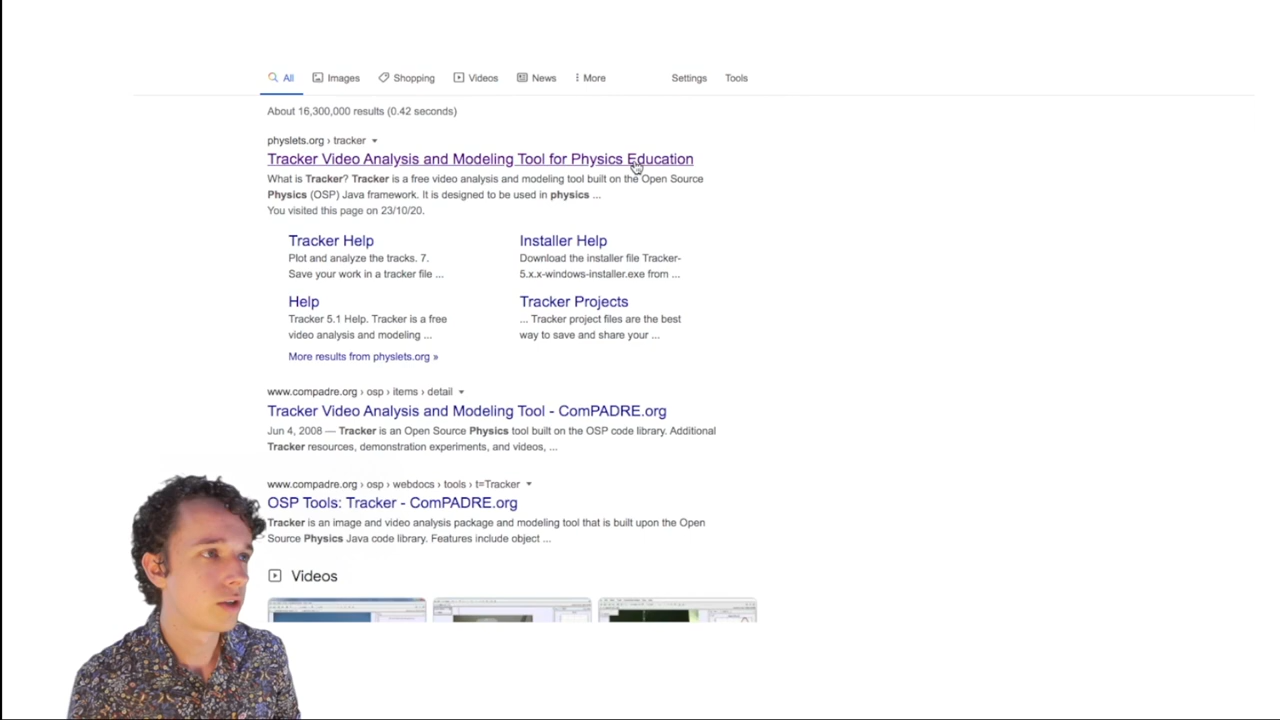 All Images Shopping Videos News More Settings Tools
About 16,300,000 results (0.42 seconds)
physlets.org › tracker
Tracker Video Analysis and Modeling Tool for Physics Education
What is Tracker? Tracker is a free video analysis and modeling tool built on the Open Source
Physics (OSP) Java framework. It is designed to be used in physics ...
You visited this page on 23/10/20.
Tracker Help
Plot and analyze the tracks. 7.
Save your work in a tracker file ...
Installer Help
Download the installer file Tracker-
5.x.x-windows-installer.exe from ...
Help
Tracker 5.1 Help. Tracker is a free
video analysis and modeling ...
Tracker Projects
... Tracker project files are the best
way to save and share your ...
More results from physlets.org »
www.compadre.org › osp › items › detail
Tracker Video Analysis and Modeling Tool - ComPADRE.org
Jun 4, 2008 — Tracker is an Open Source Physics tool built on the OSP code library. Additional
Tracker resources, demonstration experiments, and videos, ...
www.compadre.org › osp › webdocs › tools › t=Tracker
OSP Tools: Tracker - ComPADRE.org
Tracker is an image and video analysis package and modeling tool that is built upon the Open
Source Physics Java code library. Features include object ...
Videos